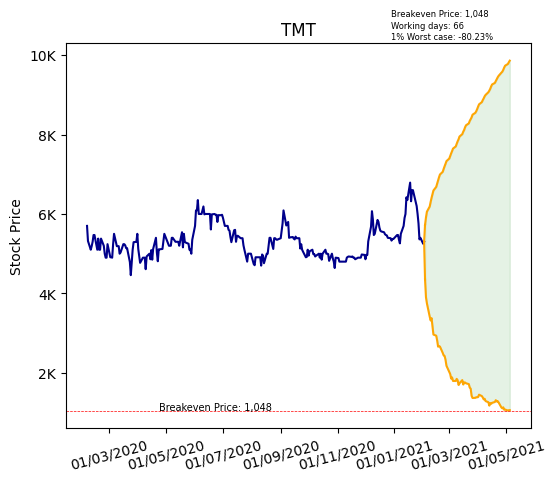 Breakeven Price: 1,048
Working days: 66
1% Worst case: -80.23%
TMT
Stock Price
10K
8K
6K
4K
2K
Breakeven Price: 1,048
01/03/2020
01/05/2020
01/07/2020
01/09/2020
01/11/2020
01/01/2021
01/03/2021
01/05/2021